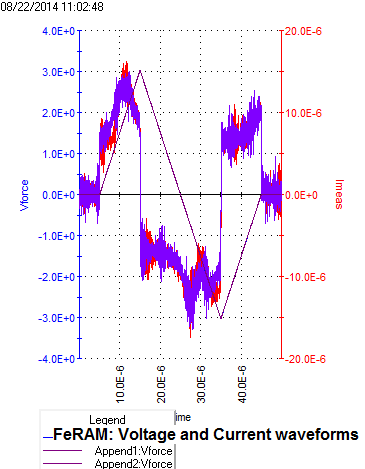 08/22/2014 11:02:48
4.0E+0
20.0E-6
3.0E+0
2.0E+0
10.0E-6
1.0E+0
Vforce
0.0E+0
0.0E+0
Imeas
-1.0E+0
-2.0E+0
-10.0E-6
-3.0E+0
-4.0E+0
-20.0E-6
10.0E-6
20.0E-6
30.0E-6
40.0E-6
Legend
ime
FeRAM: Voltage and Current waveforms
Append1:Vforce
Append2:Vforce